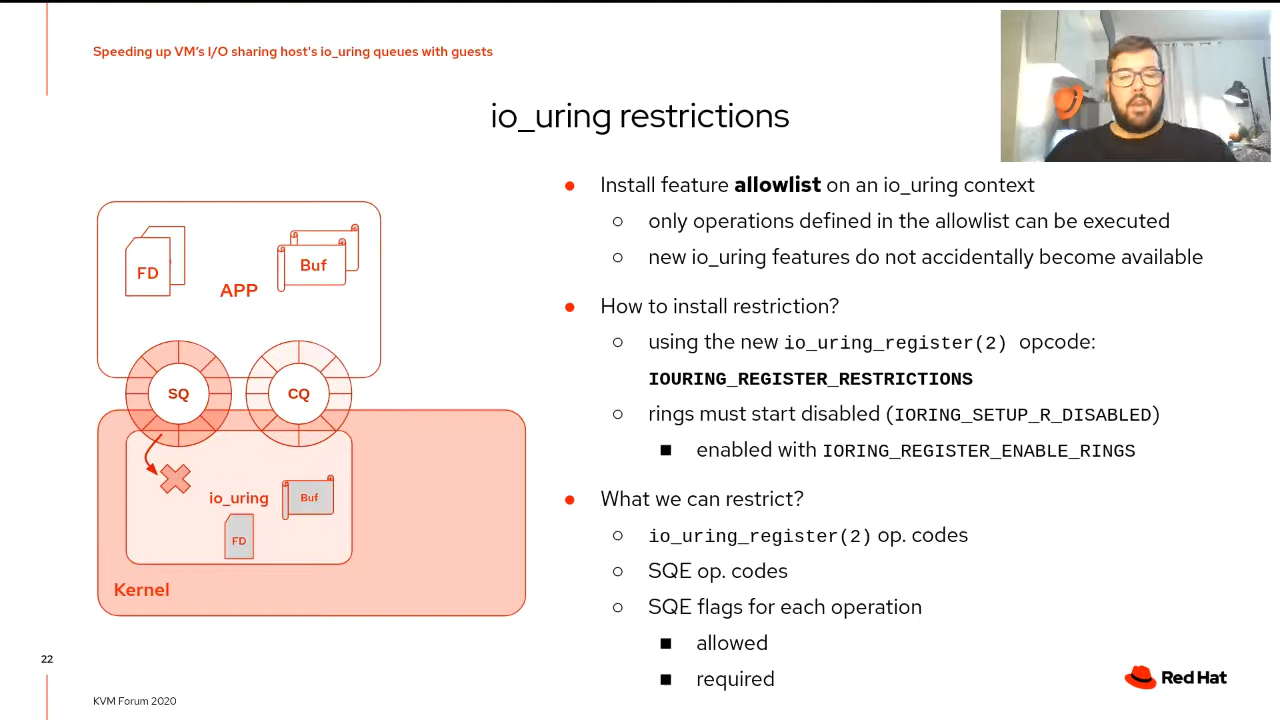 Speeding up VM's I/O sharing host's io_uring queues with guests
io_uring restrictions
FD
APP
Buf
SQ
CQ
io_uring
Buf
FD
Kernel
Install feature allowlist on an io_uring context
only operations defined in the allowlist can be executed
new io_uring features do not accidentally become available
How to install restriction?
using the new io_uring_register(2) opcode:
IOURING_REGISTER_RESTRICTIONS
rings must start disabled (IORING_SETUP_R_DISABLED)
enabled with IORING_REGISTER_ENABLE_RINGS
What we can restrict?
io_uring_register(2) op. codes
SQE op. codes
SQE flags for each operation
allowed
required
22
KVM Forum 2020
Red Hat